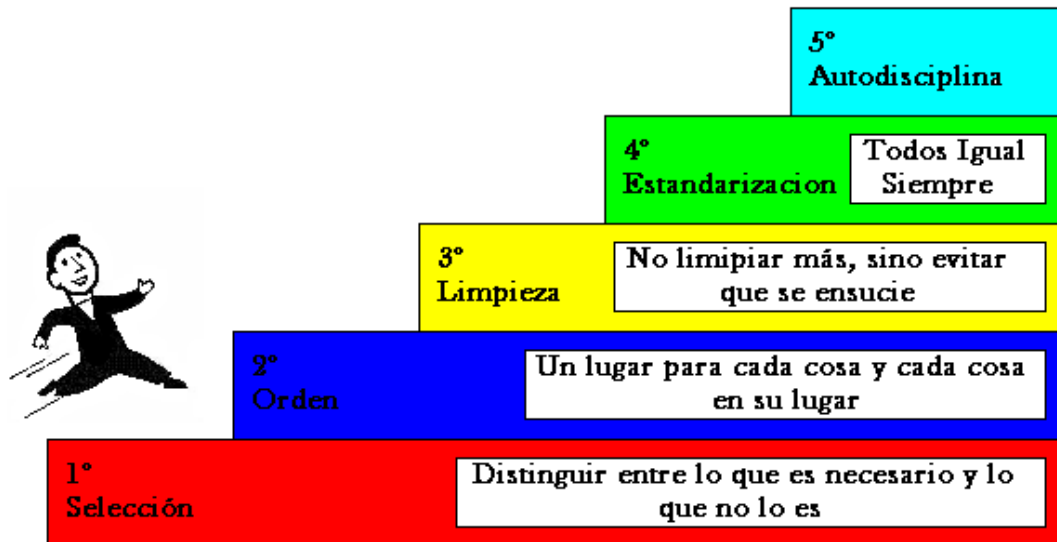 5º
Autodisciplina
4º
Estandarizacion
Todos Igual
Siempre
3º
Limpieza
No limipiar más, sino evitar
que se ensucie
2º
Orden
Un lugar para cada cosa y cada cosa
en su lugar
1º
Selección
Distinguir entre lo que es necesario y lo
que no lo es